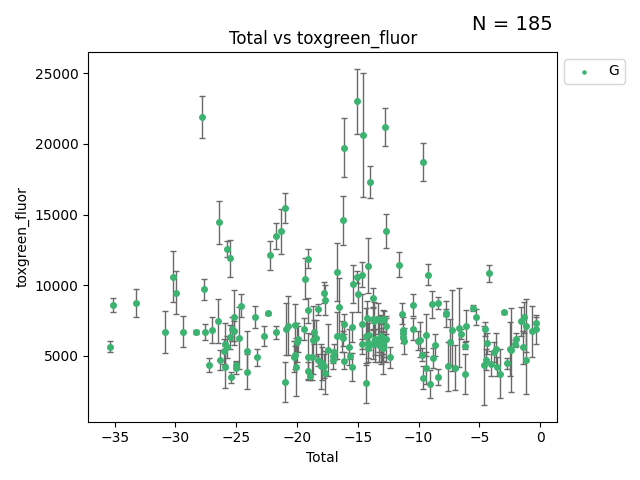 N = 185
Total vs toxgreen_fluor
G
toxgreen_fluor
25000
20000
15000
10000
5000
−35 −30 −25 −20 −15 −10 −5 0
Total